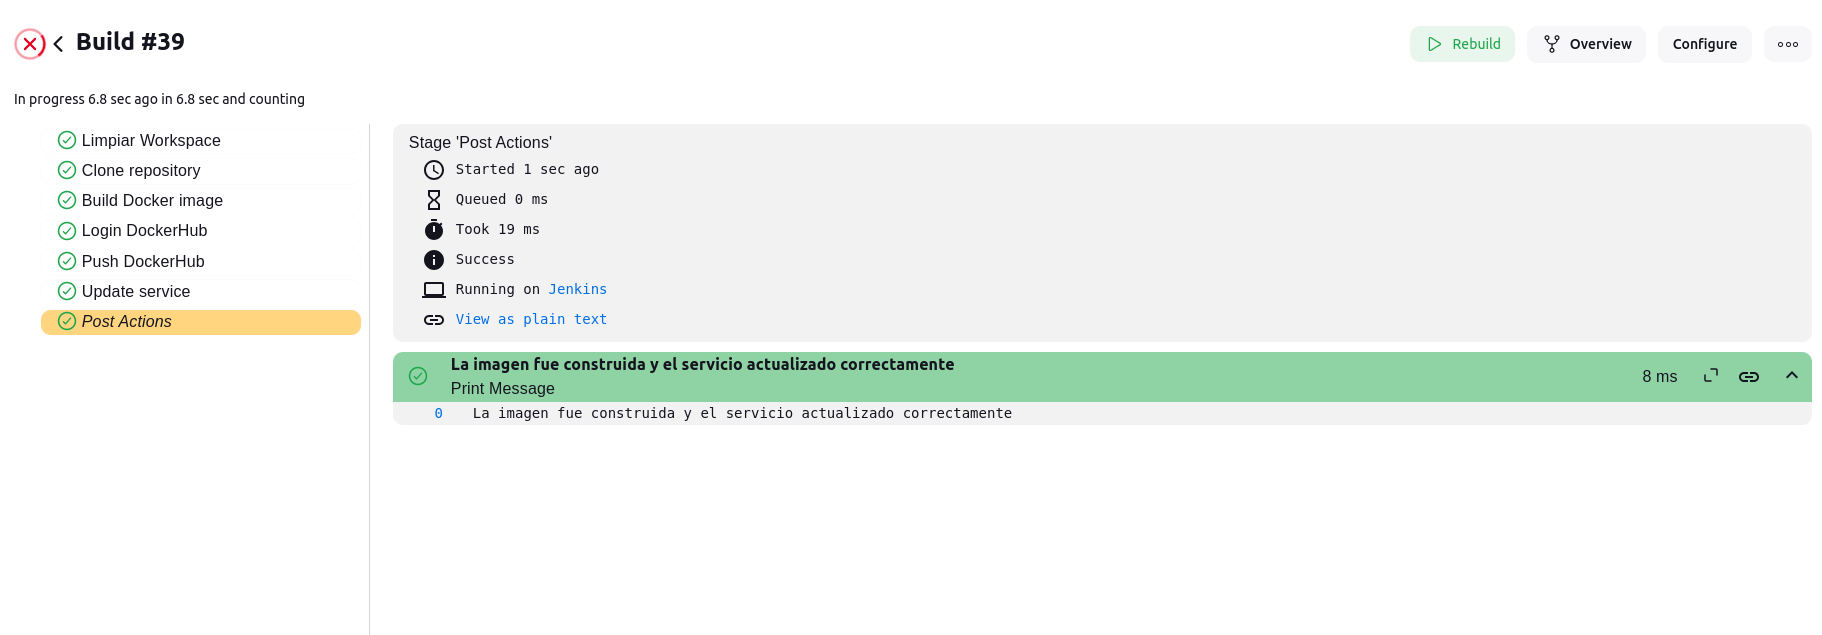 Build #39
Rebuild
Overview
Configure
In progress 6.8 sec ago in 6.8 sec and counting
Limpiar Workspace
Clone repository
Build Docker image
Login DockerHub
Push DockerHub
Update service
Post Actions
Stage 'Post Actions'
Started 1 sec ago
Queued 0 ms
Took 19 ms
Success
Running on Jenkins
View as plain text
La imagen fue construida y el servicio actualizado correctamente
Print Message
8 ms
0 La imagen fue construida y el servicio actualizado correctamente